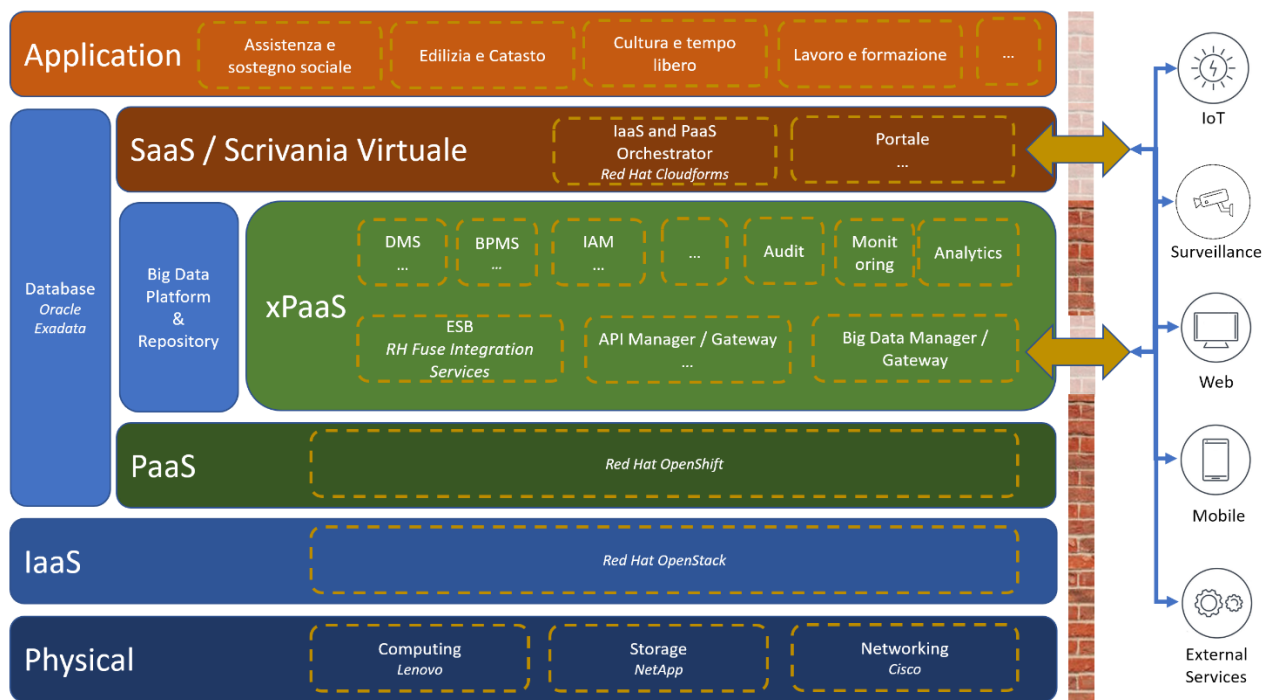 Application
Assistenza e
sostegno sociale
Edilizia e Catasto
Cultura e tempo
libero
Lavoro e formazione
...
SaaS / Scrivania Virtuale
IaaS and PaaS
Orchestrator
Red Hat Cloudforms
Portale
...
Database
Oracle
Exadata
Big Data
Platform
&
Repository
xPaaS
DMS
...
BPMS
...
IAM
...
...
Audit
Monit
oring
Analytics
ESB
RH Fuse Integration
Services
API Manager / Gateway
...
Big Data Manager /
Gateway
PaaS
Red Hat OpenShift
IaaS
Red Hat OpenStack
Physical
Computing
Lenovo
Storage
NetApp
Networking
Cisco
IoT
Surveillance
Web
Mobile
External
Services